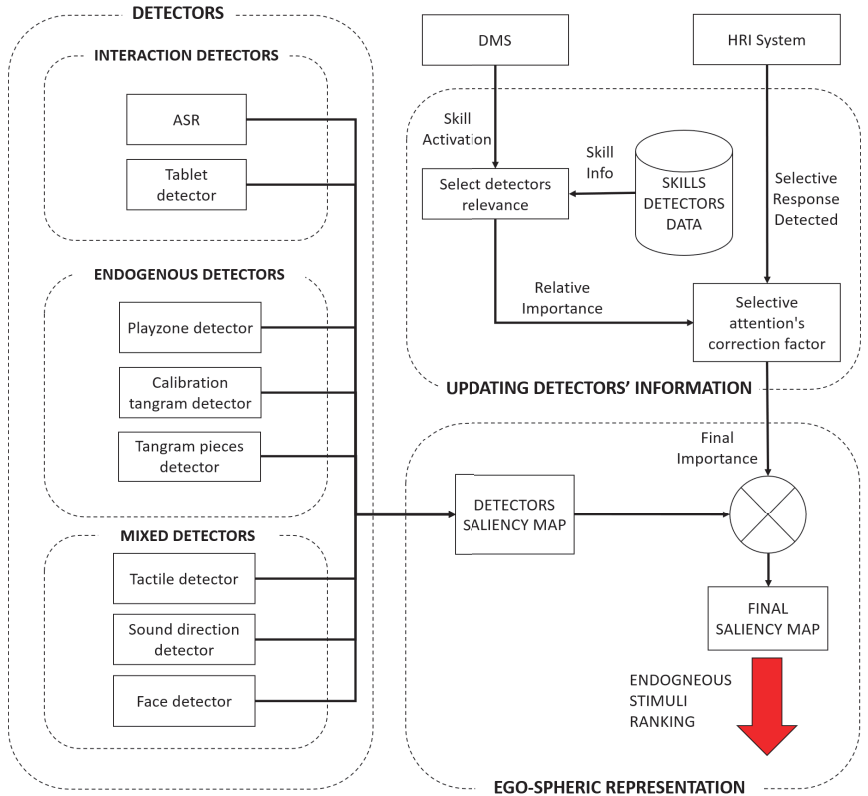 DETECTORS
INTERACTION DETECTORS
ASR
Tablet
detector
ENDOGENOUS DETECTORS
Playzone detector
Calibration
tangram detector
Tangram pieces
detector
MIXED DETECTORS
Tactile detector
Sound direction
detector
Face detector
DMS
HRI System
Skill
Activation
Skill
Info
Select detectors
relevance
SKILLS
DETECTORS
DATA
Selective
Response
Detected
Relative
Importance
Selective
attention's
correction factor
UPDATING DETECTORS' INFORMATION
Final
Importance
DETECTORS
SALIENCY MAP
FINAL
SALIENCY MAP
ENDOGNEOUS
STIMULI
RANKING
EGO-SPHERIC REPRESENTATION